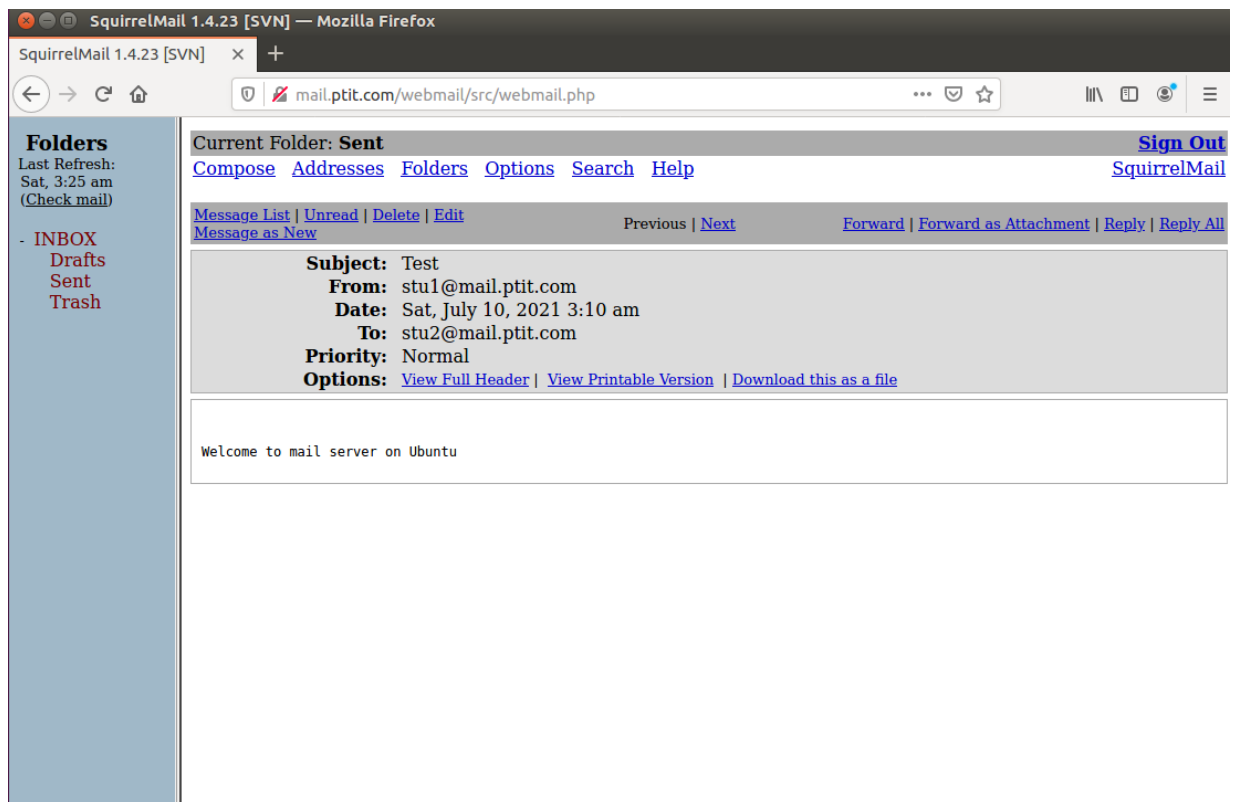 SquirrelMail 1.4.23 [SVN] — Mozilla Firefox
SquirrelMail 1.4.23 [SVN] × +
mail.ptit.com/webmail/src/webmail.php
Folders
Last Refresh:
Sat, 3:25 am
(Check mail)
- INBOX
Drafts
Sent
Trash
Current Folder: Sent Sign Out
Compose Addresses Folders Options Search Help SquirrelMail
Message List | Unread | Delete | Edit
Message as New
Previous | Next
Forward | Forward as Attachment | Reply | Reply All
Subject: Test
From: stu1@mail.ptit.com
Date: Sat, July 10, 2021 3:10 am
To: stu2@mail.ptit.com
Priority: Normal
Options: View Full Header | View Printable Version | Download this as a file
Welcome to mail server on Ubuntu